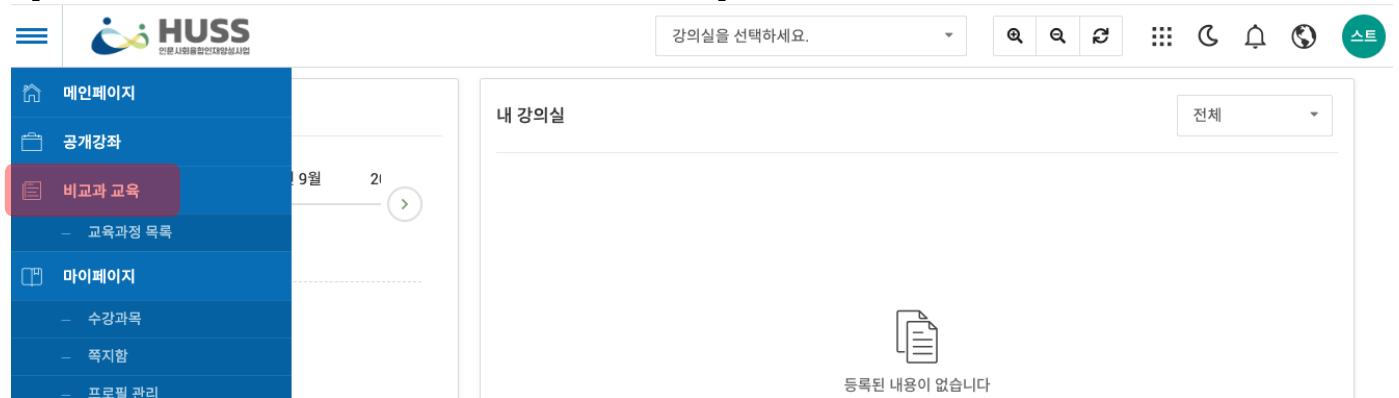 HUSS
인문사회융합인재양성사업
강의실을 선택하세요.
스트
메인페이지
공개강좌
비교과 교육
교육과정 목록
마이페이지
수강과목
쪽지함
프로필 관리
9월
내 강의실
전체
등록된 내용이 없습니다